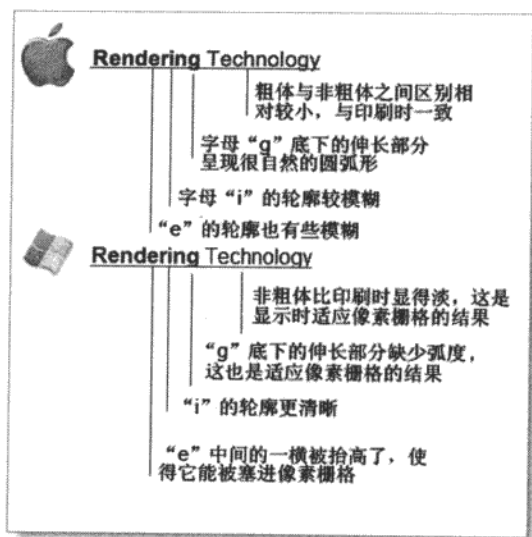 Rendering Technology
粗体与非粗体之间区别相
对较小，与印刷时一致
字母“g”底下的伸长部分
呈现很自然的圆弧形
字母“i”的轮廓较模糊
“e”的轮廓也有些模糊
Rendering Technology
非粗体比印刷时显得淡，这是
显示时适应像素栅格的结果
“g”底下的伸长部分缺少弧度，
这也是适应像素栅格的结果
“i”的轮廓更清晰
“e”中间的一横被抬高了，使
得它能被塞进像素栅格